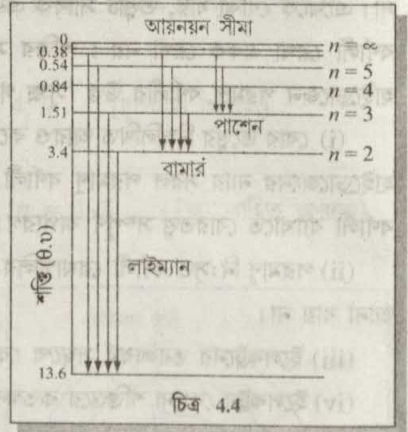 আয়নয়ন সীমা
0 n = ∞
0.38
0.54 n = 5
0.84 n = 4
1.51 n = 3
পাশেন
3.4 n = 2
বামার
লাইম্যান
শক্তি (θ.υ)
13.6
চিত্র 4.4